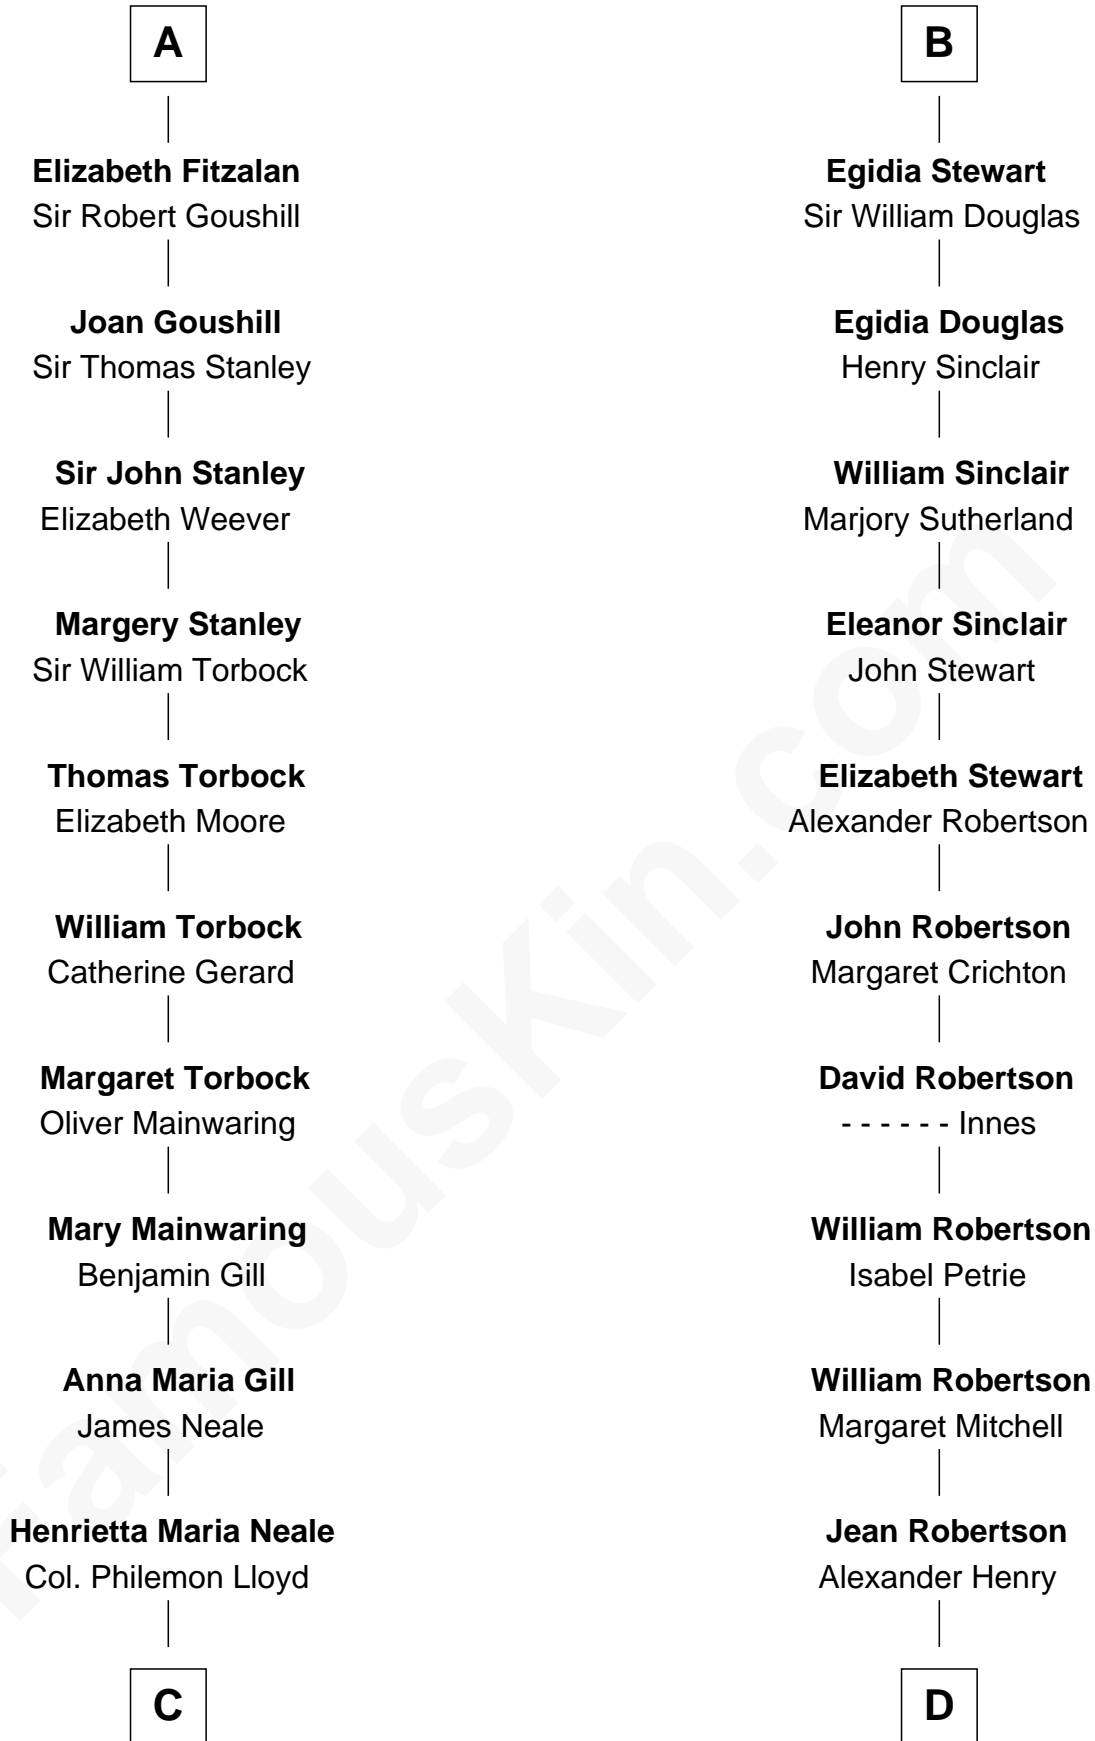 A
Elizabeth Fitzalan
Sir Robert Goushill
Joan Goushill
Sir Thomas Stanley
Sir John Stanley
Elizabeth Weever
Margery Stanley
Sir William Torbock
Thomas Torbock
Elizabeth Moore
William Torbock
Catherine Gerard
Margaret Torbock
Oliver Mainwaring
Mary Mainwaring
Benjamin Gill
Anna Maria Gill
James Neale
Henrietta Maria Neale
Col. Philemon Lloyd
C
B
Egidia Stewart
Sir William Douglas
Egidia Douglas
Henry Sinclair
William Sinclair
Marjory Sutherland
Eleanor Sinclair
John Stewart
Elizabeth Stewart
Alexander Robertson
John Robertson
Margaret Crichton
David Robertson
- - - - - - Innes
William Robertson
Isabel Petrie
William Robertson
Margaret Mitchell
Jean Robertson
Alexander Henry
D
FamousKin.com